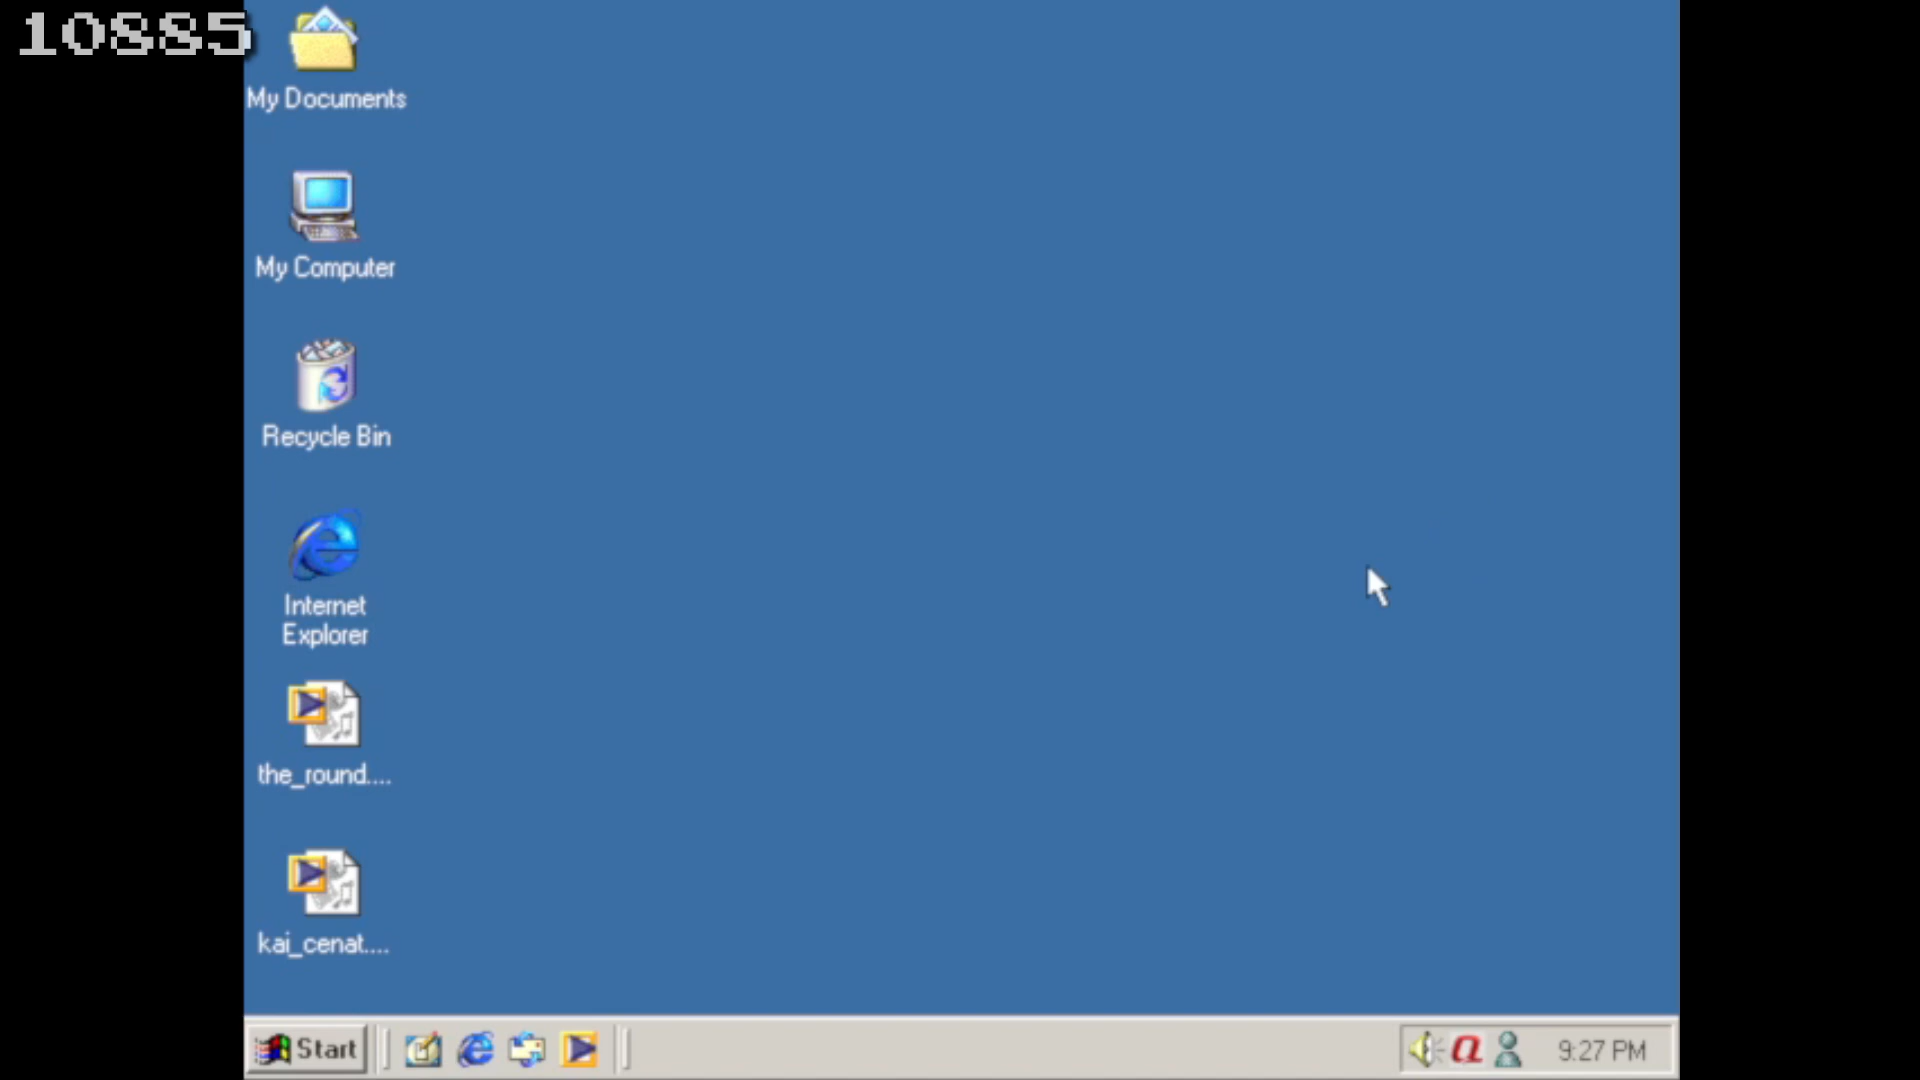 10885
My Documents
My Computer
Recycle Bin
Internet
Explorer
the_round....
kai_cenat....
Start
9:27 PM